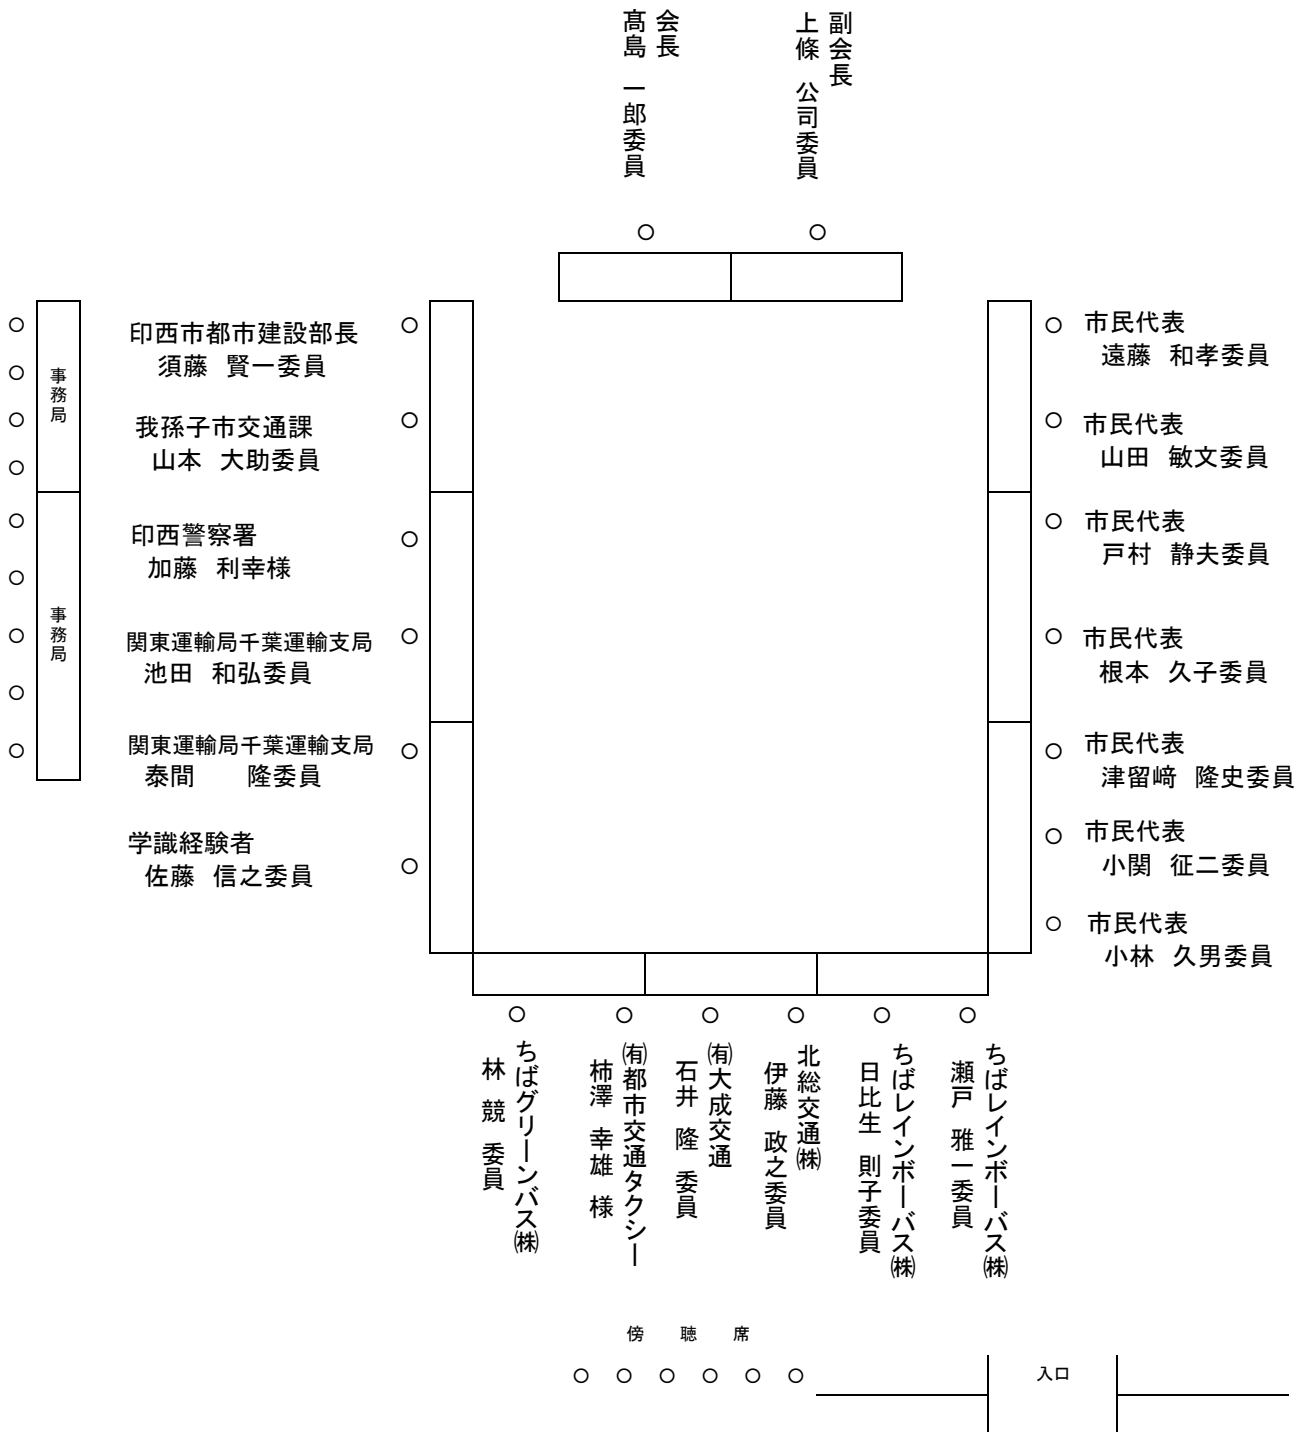 会長
髙島 一郎委員
副会長
上條 公司委員
事務局
事務局
印西市都市建設部長
須藤 賢一委員
我孫子市交通課
山本 大助委員
印西警察署
加藤 利幸様
関東運輸局千葉運輸支局
池田 和弘委員
関東運輸局千葉運輸支局
泰間 隆委員
学識経験者
佐藤 信之委員
市民代表
遠藤 和孝委員
市民代表
山田 敏文委員
市民代表
戸村 静夫委員
市民代表
根本 久子委員
市民代表
津留﨑 隆史委員
市民代表
小関 征二委員
市民代表
小林 久男委員
ちばグリーンバス㈱
林 競 委員
㈲都市交通タクシー
柿澤 幸雄 様
㈲大成交通
石井 隆 委員
北総交通㈱
伊藤 政之委員
ちばレインボーバス㈱
日比生 則子委員
ちばレインボーバス㈱
瀬戸 雅一委員
傍 聴 席
入口